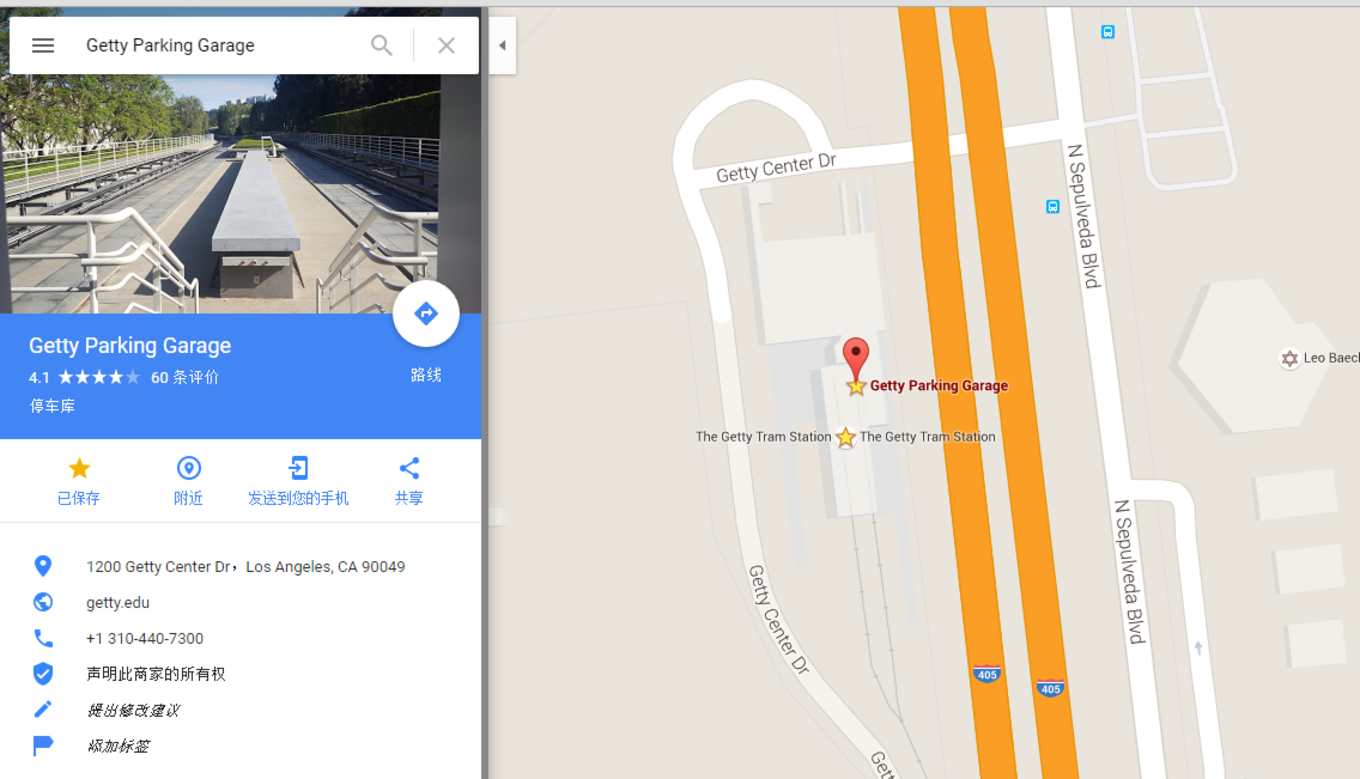 Getty Parking Garage
Getty Parking Garage
4.1 60 条评价
停车库
路线
已保存
附近
发送到您的手机
共享
1200 Getty Center Dr，Los Angeles, CA 90049
getty.edu
+1 310-440-7300
声明此商家的所有权
提出修改建议
添加标签
Getty Center Dr
N Sepulveda Blvd
Leo Baeck
Getty Parking Garage
The Getty Tram Station
The Getty Tram Station
N Sepulveda Blvd
Getty Center Dr
405
405
Gett